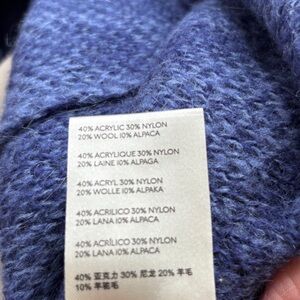 40% ACRYLIC 30% NYLON
20% WOOL 10% ALPACA
40% ACRYLIQUE 30% NYLON
20% LAINE 10% ALPAGA
40% ACRYL 30% NYLON
20% WOLLE 10% ALPAKA
40% ACRILICO 30% NYLON
20% LANA 10% ALPACA
40% ACRÍLICO 30% NYLON
20% LANA 10% ALPACA
40% 亚克力 30% 尼龙 20% 羊毛
10% 羊驼毛